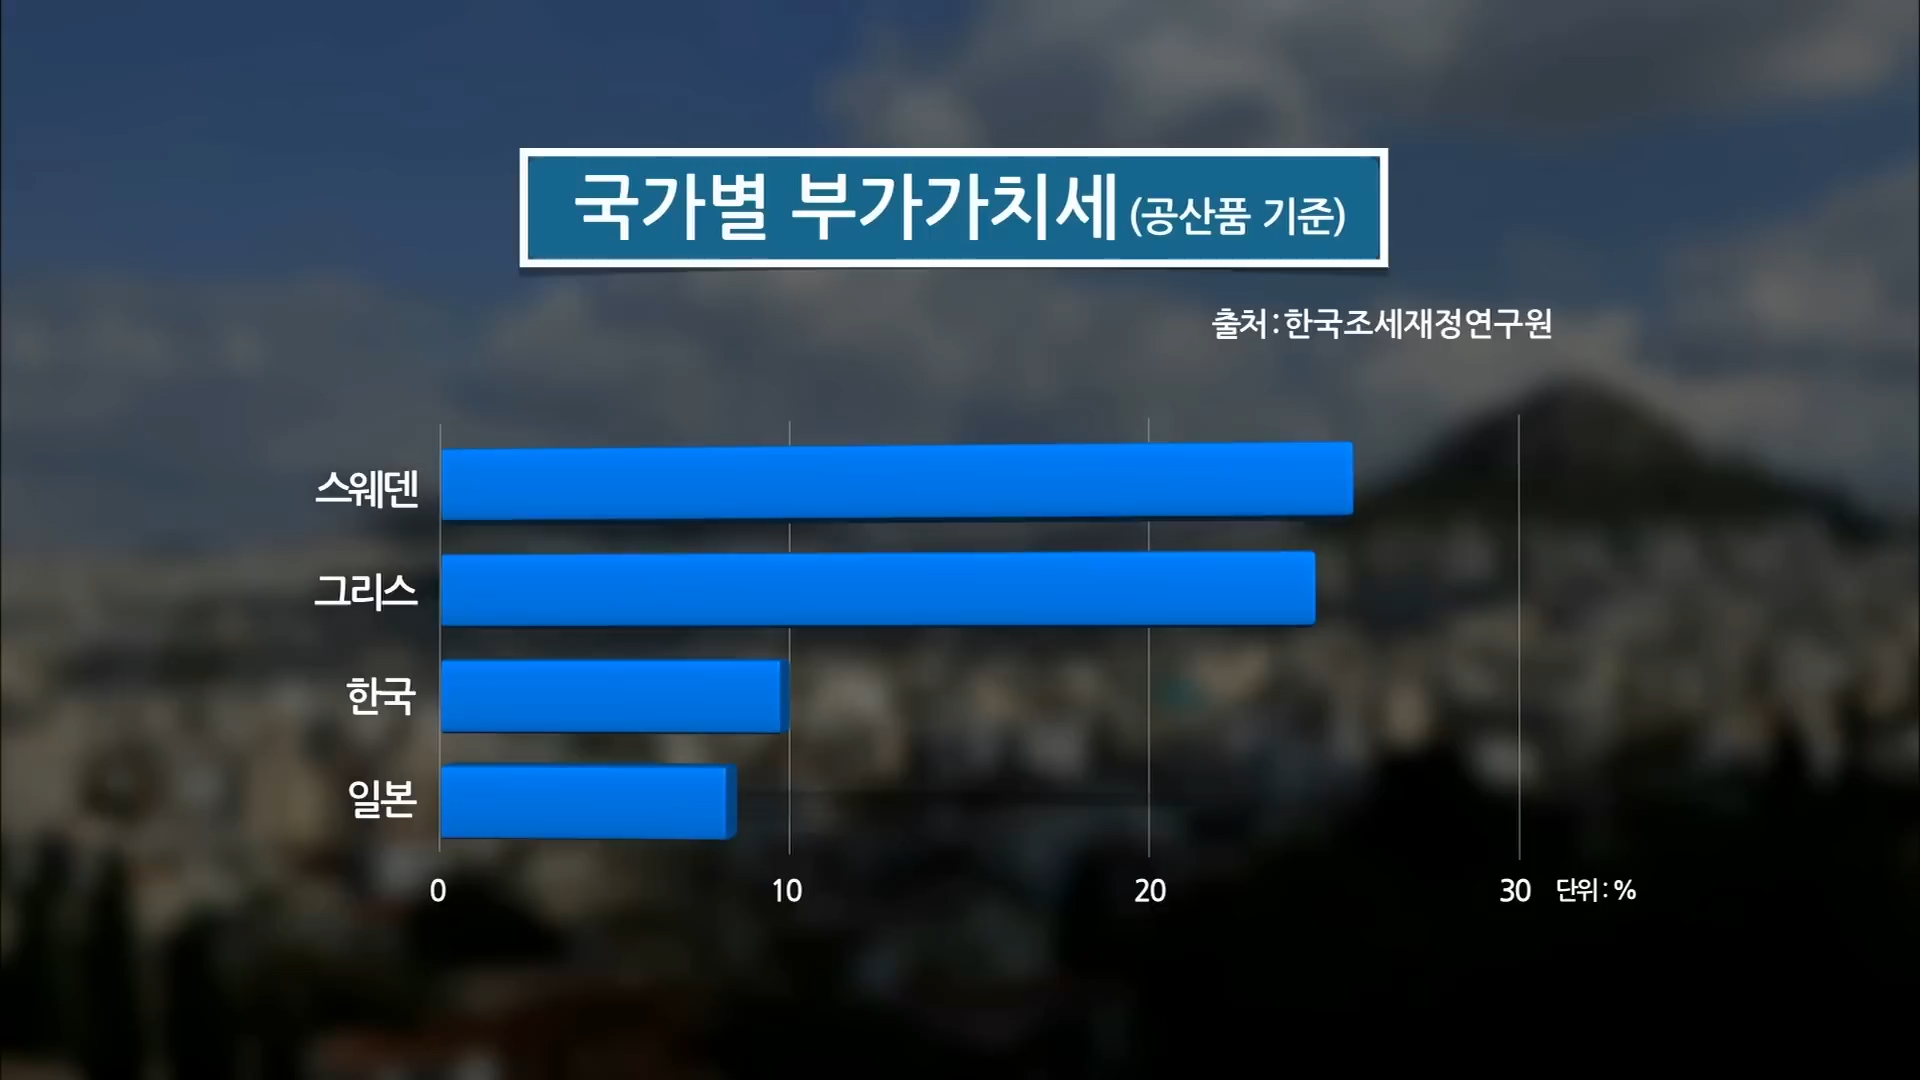 국가별 부가가치세 (공산품 기준)
출처:한국조세재정연구원
스웨덴
그리스
한국
일본
0 10 20 30 단위 : %